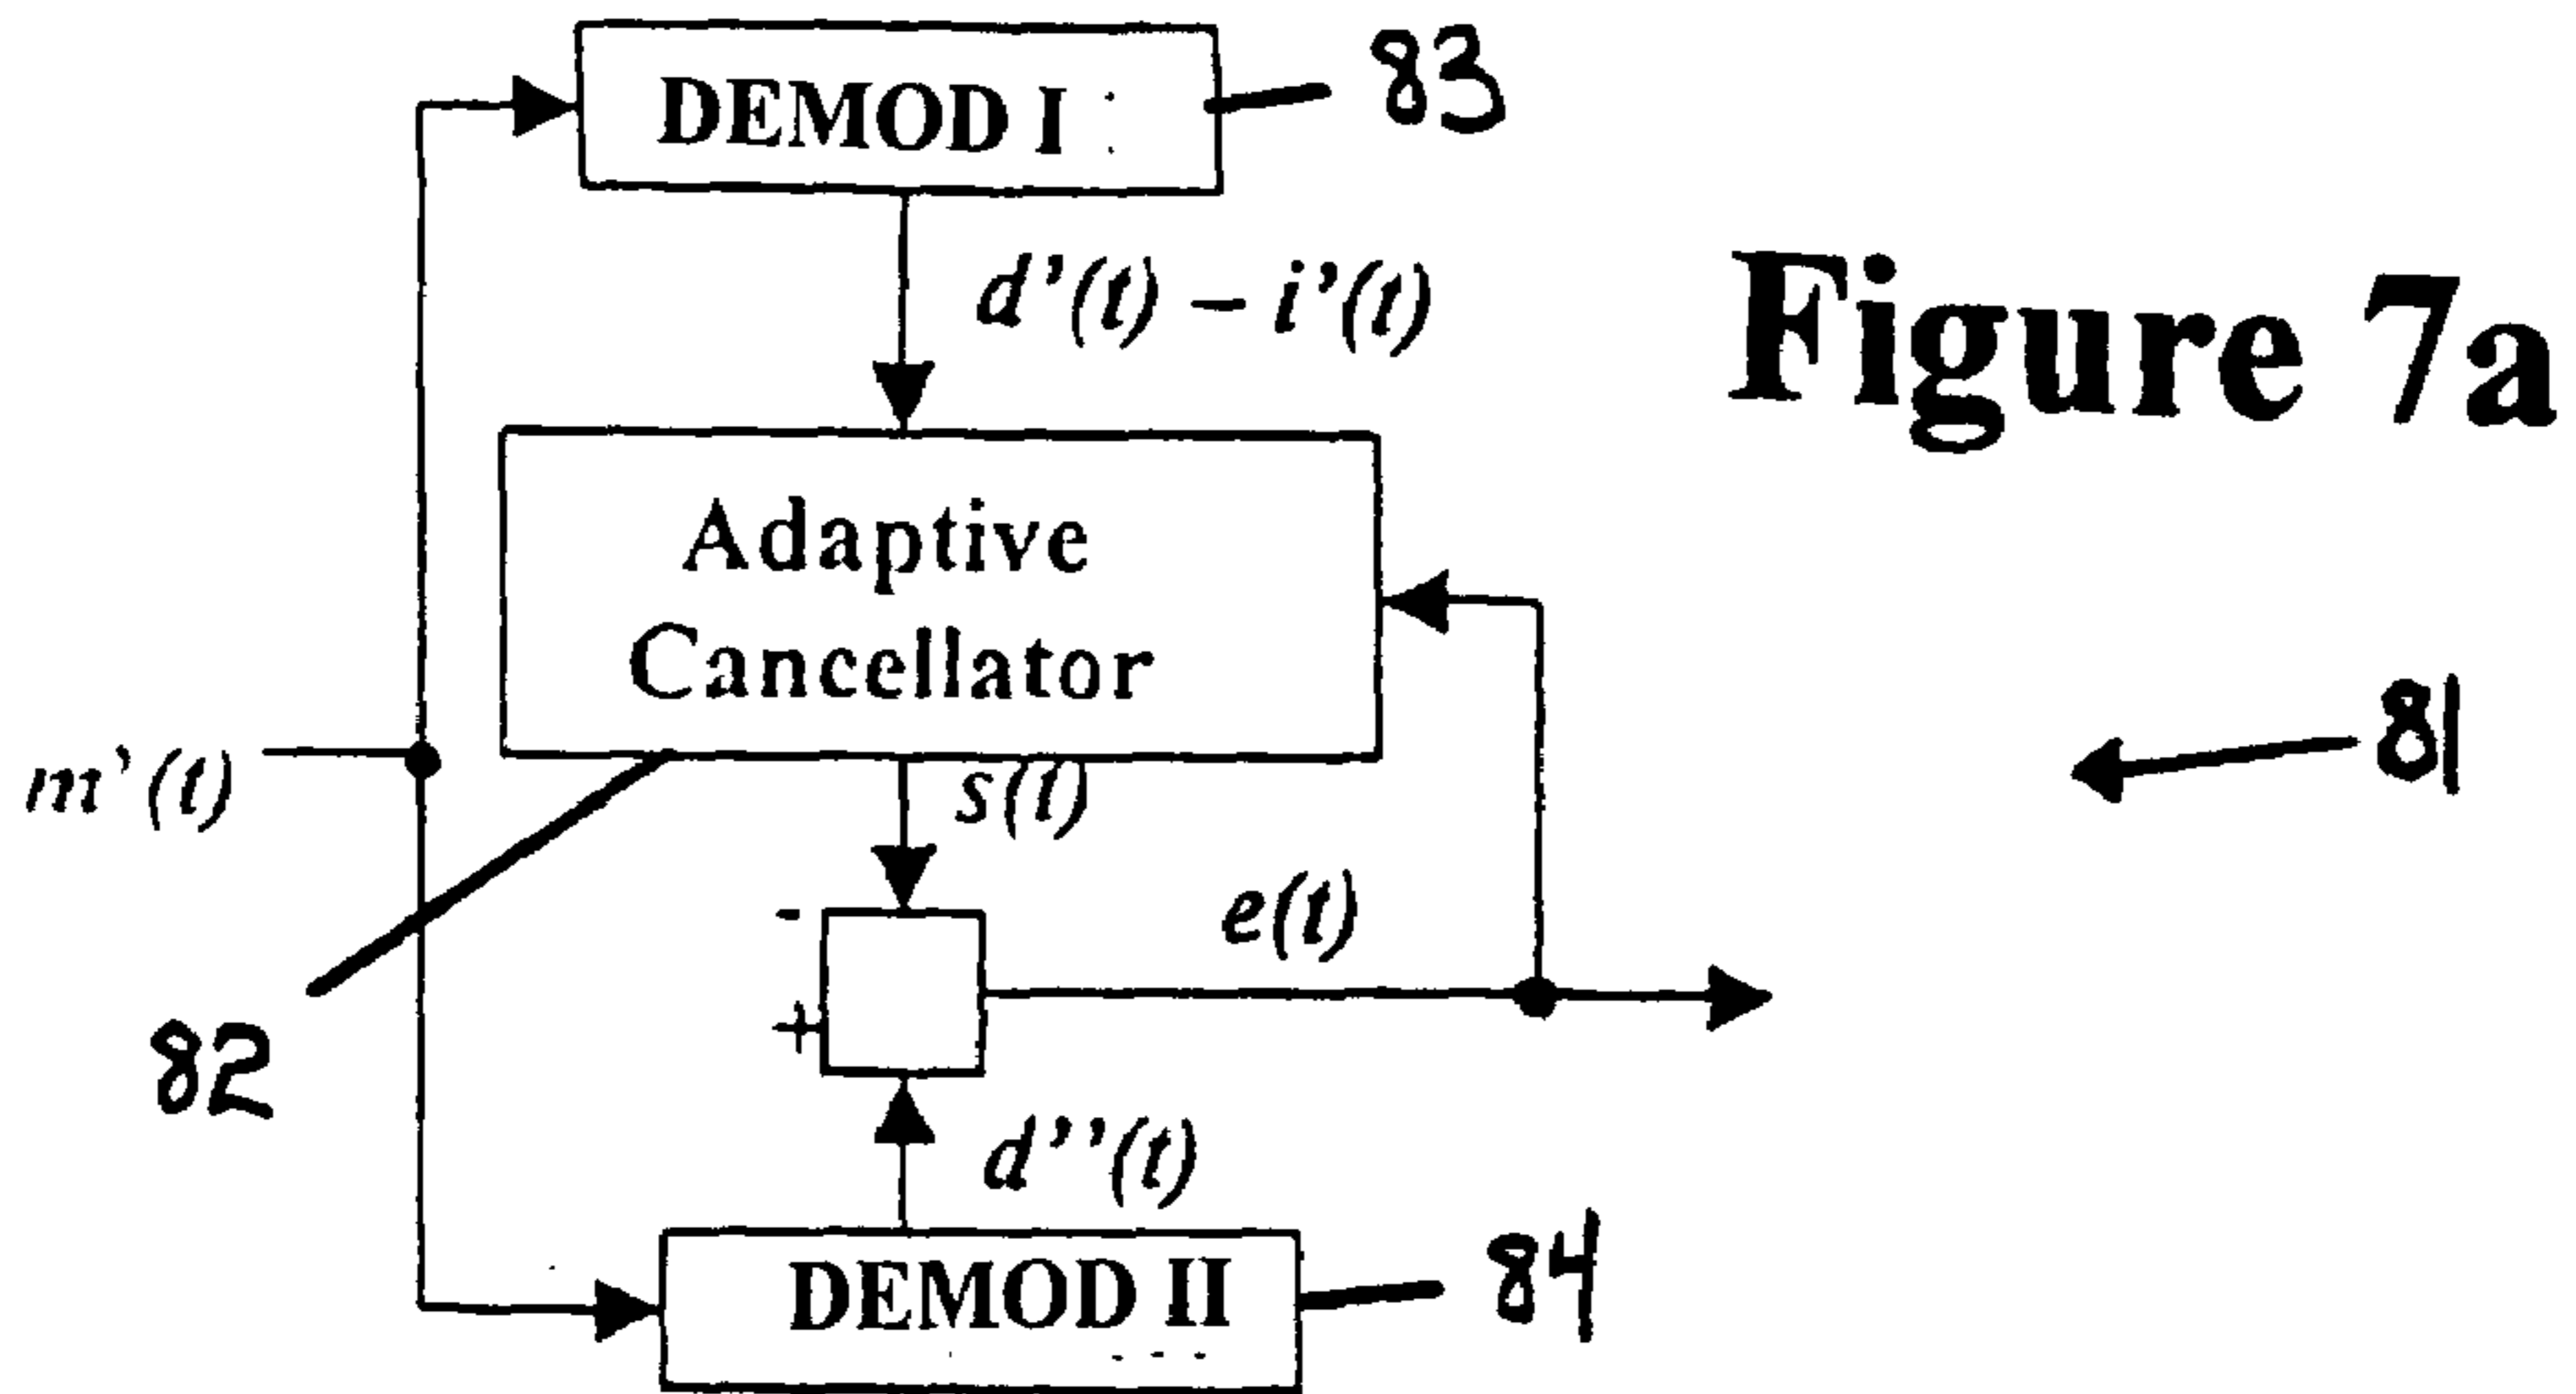 DEMOD I
83
d'(t) – i'(t)
Figure 7a
Adaptive
Cancellator
m'(t)
s(t)
81
-
e(t)
+
82
d''(t)
DEMOD II
84